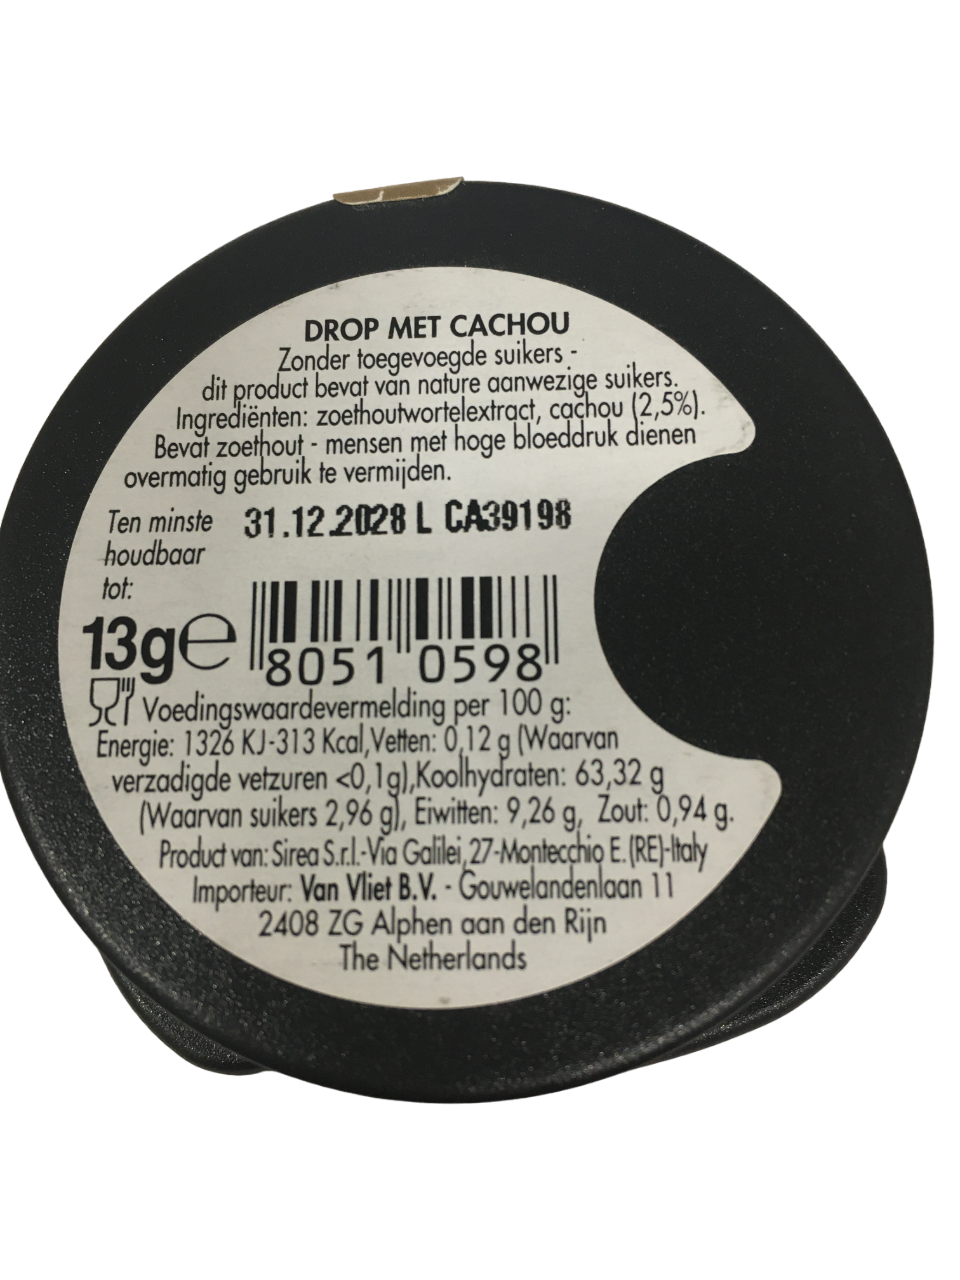 DROP MET CACHOU
Zonder toegevoegde suikers -
dit product bevat van nature aanwezige suikers.
Ingrediënten: zoethoutwortelextract, cachou (2,5%).
Bevat zoethout - mensen met hoge bloeddruk dienen
overmatig gebruik te vermijden.
Ten minste 31.12.2028 L CA39198
houdbaar
tot:
13g℮
8051 0598
Voedingswaardevermelding per 100 g:
Energie: 1326 KJ-313 Kcal,Vetten: 0,12 g (Waarvan
verzadigde vetzuren <0,1g),Koolhydraten: 63,32 g
(Waarvan suikers 2,96 g), Eiwitten: 9,26 g, Zout: 0,94 g.
Product van: Sirea S.r.l.-Via Galilei,27-Montecchio E.(RE)-Italy
Importeur: Van Vliet B.V. - Gouwelandenlaan 11
2408 ZG Alphen aan den Rijn
The Netherlands